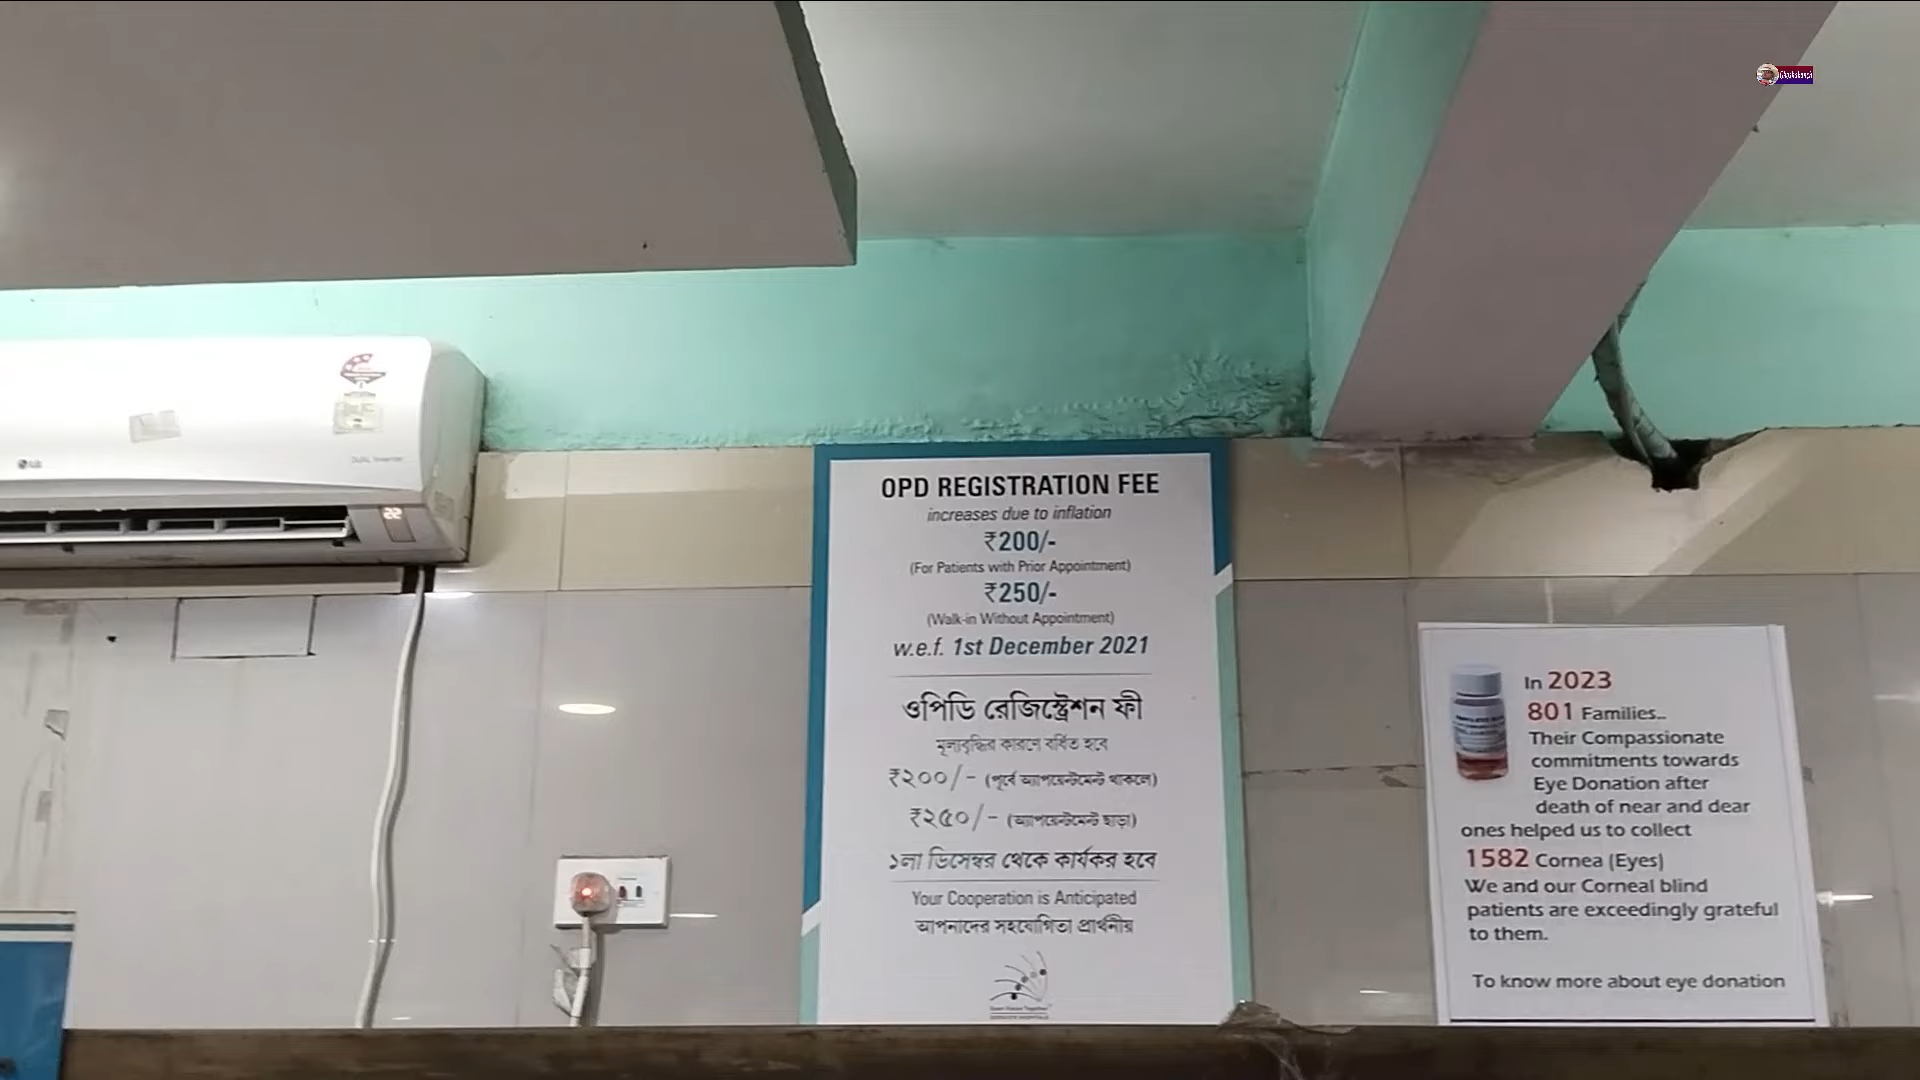 LG
DUAL Inverter
22
OPD REGISTRATION FEE
increases due to inflation
₹200/-
(For Patients with Prior Appointment)
₹250/-
(Walk-in Without Appointment)
w.e.f. 1st December 2021
ওপিডি রেজিস্ট্রেশন ফী
মূল্যবৃদ্ধির কারণে বর্ধিত হবে
₹২০০/- (পূর্বে অ্যাপয়েন্টমেন্ট থাকলে)
₹২৫০/- (অ্যাপয়েন্টমেন্ট ছাড়া)
১লা ডিসেম্বর থেকে কার্যকর হবে
Your Cooperation is Anticipated
আপনাদের সহযোগিতা প্রার্থনীয়
In 2023
801 Families..
Their Compassionate
commitments towards
Eye Donation after
death of near and dear
ones helped us to collect
1582 Cornea (Eyes)
We and our Corneal blind
patients are exceedingly grateful
to them.
To know more about eye donation